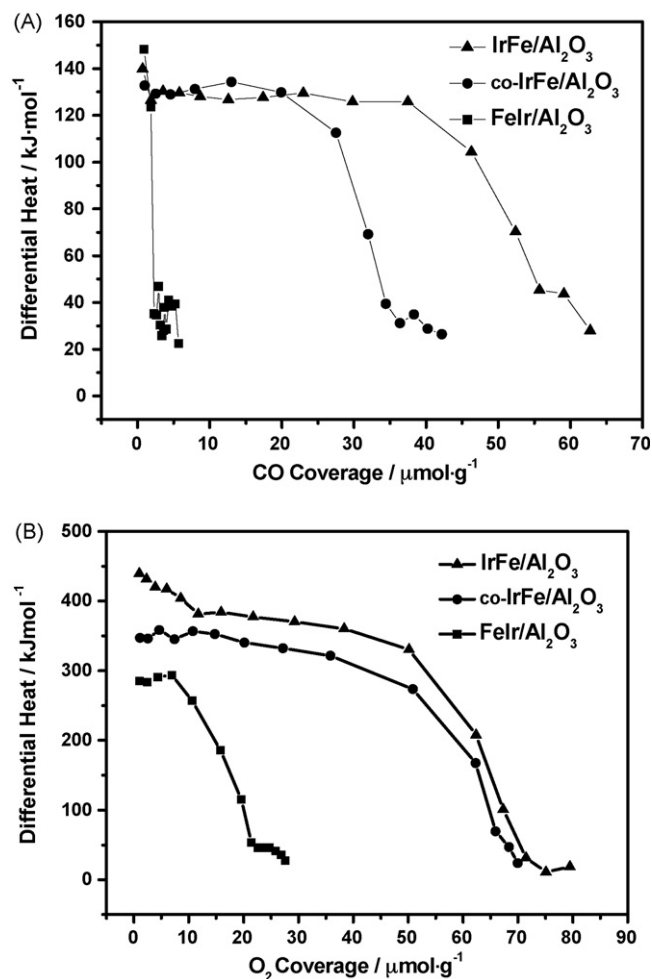 (A)
160
140
120
100
80
60
40
20
0
Differential Heat / kJ·mol⁻¹
IrFe/Al₂O₃
co-IrFe/Al₂O₃
FeIr/Al₂O₃
0 10 20 30 40 50 60 70
CO Coverage / μmol·g⁻¹
(B)
500
400
300
200
100
0
Differential Heat / kJmol⁻¹
IrFe/Al₂O₃
co-IrFe/Al₂O₃
FeIr/Al₂O₃
0 10 20 30 40 50 60 70 80 90
O₂ Coverage / μmol·g⁻¹